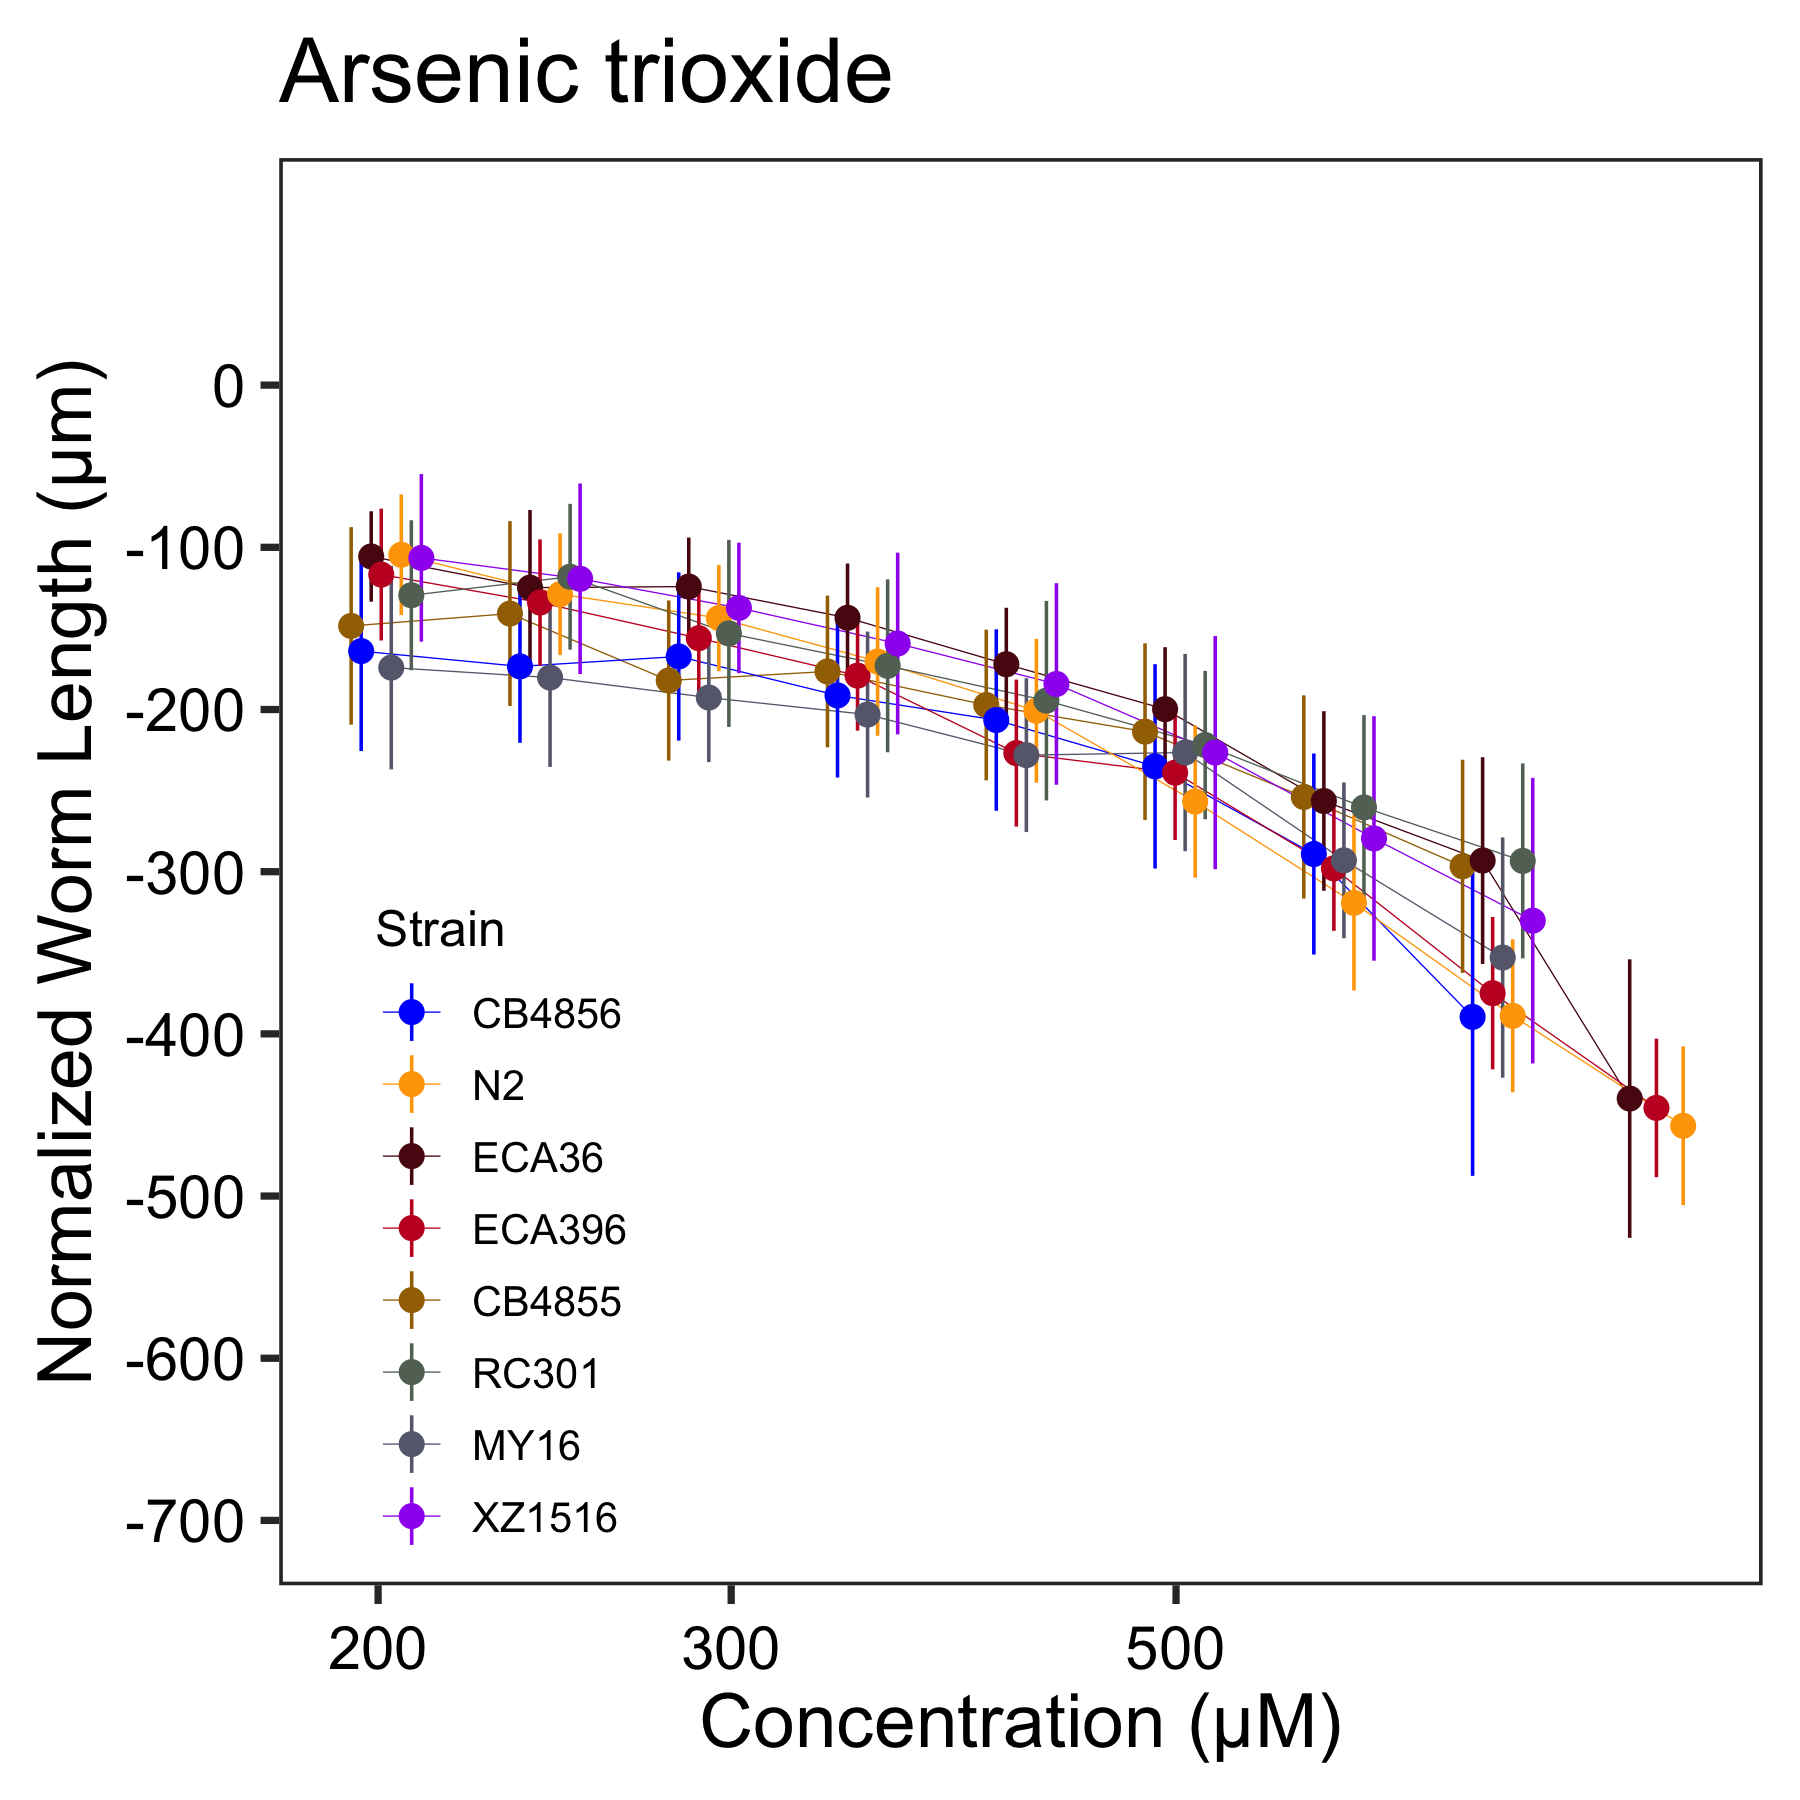 Arsenic trioxide
Normalized Worm Length (µm)
0
-100
-200
-300
-400
-500
-600
-700
Strain
CB4856
N2
ECA36
ECA396
CB4855
RC301
MY16
XZ1516
200 300 500
Concentration (µM)